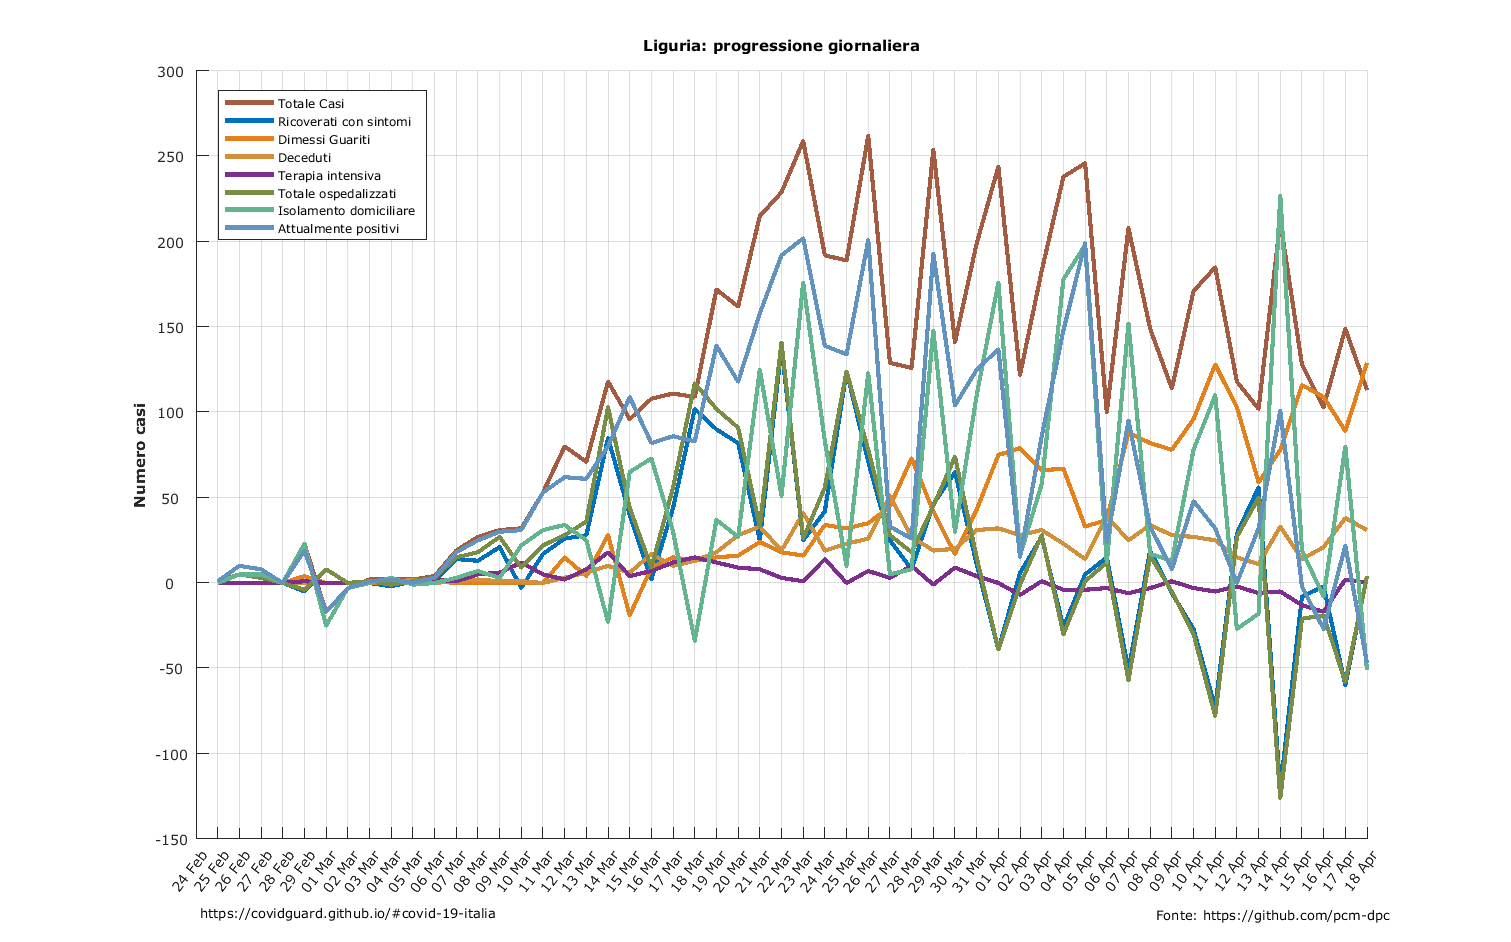 Liguria: progressione giornaliera
300
250
200
150
100
50
0
-50
-100
-150
Numero casi
Totale Casi
Ricoverati con sintomi
Dimessi Guariti
Deceduti
Terapia intensiva
Totale ospedalizzati
Isolamento domiciliare
Attualmente positivi
24 Feb
25 Feb
26 Feb
27 Feb
28 Feb
29 Feb
01 Mar
02 Mar
03 Mar
04 Mar
05 Mar
06 Mar
07 Mar
08 Mar
09 Mar
10 Mar
11 Mar
12 Mar
13 Mar
14 Mar
15 Mar
16 Mar
17 Mar
18 Mar
19 Mar
20 Mar
21 Mar
22 Mar
23 Mar
24 Mar
25 Mar
26 Mar
27 Mar
28 Mar
29 Mar
30 Mar
31 Mar
01 Apr
02 Apr
03 Apr
04 Apr
05 Apr
06 Apr
07 Apr
08 Apr
09 Apr
10 Apr
11 Apr
12 Apr
13 Apr
14 Apr
15 Apr
16 Apr
17 Apr
18 Apr
https://covidguard.github.io/#covid-19-italia
Fonte: https://github.com/pcm-dpc